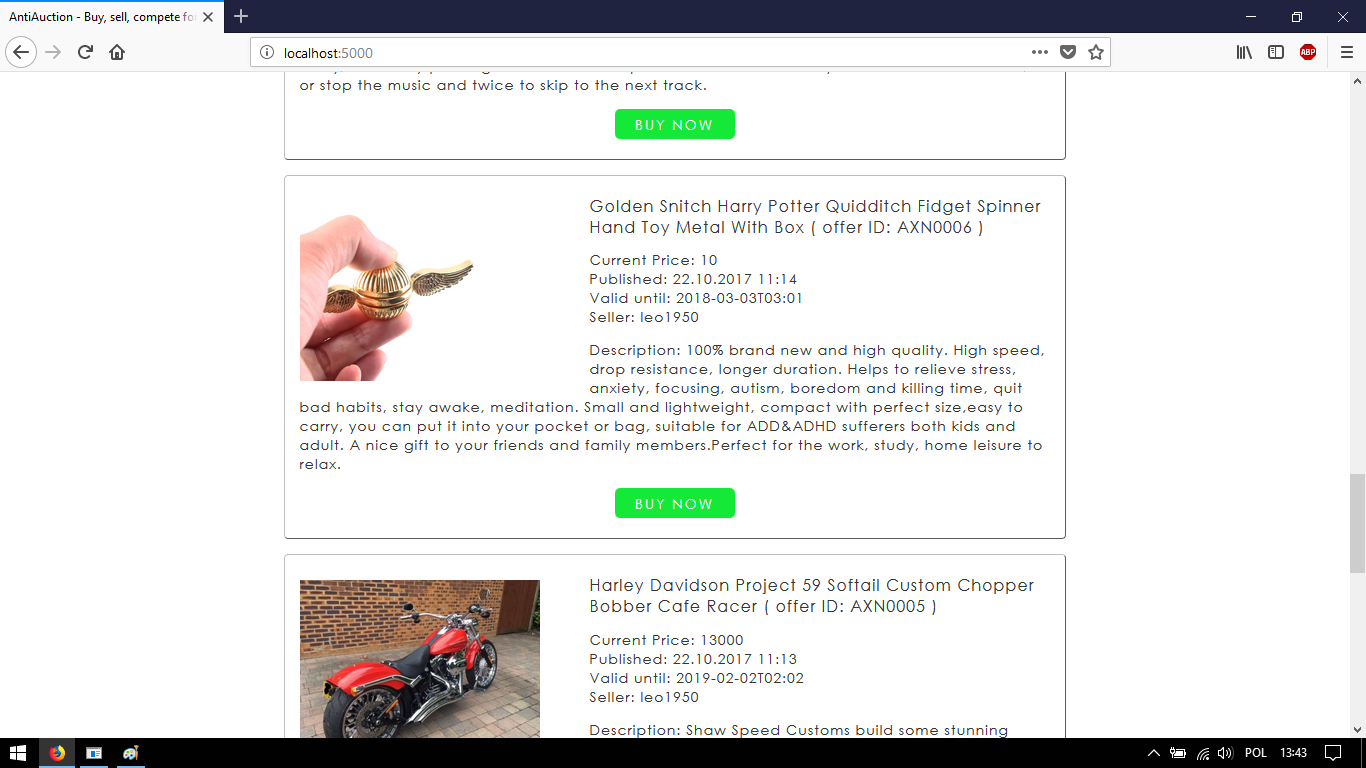 AntiAuction - Buy, sell, compete fo
localhost:5000
ABP
or stop the music and twice to skip to the next track.
BUY NOW
Golden Snitch Harry Potter Quidditch Fidget Spinner
Hand Toy Metal With Box ( offer ID: AXN0006 )
Current Price: 10
Published: 22.10.2017 11:14
Valid until: 2018-03-03T03:01
Seller: leo1950
Description: 100% brand new and high quality. High speed,
drop resistance, longer duration. Helps to relieve stress,
anxiety, focusing, autism, boredom and killing time, quit
bad habits, stay awake, meditation. Small and lightweight, compact with perfect size,easy to
carry, you can put it into your pocket or bag, suitable for ADD&ADHD sufferers both kids and
adult. A nice gift to your friends and family members.Perfect for the work, study, home leisure to
relax.
BUY NOW
Harley Davidson Project 59 Softail Custom Chopper
Bobber Cafe Racer ( offer ID: AXN0005 )
Current Price: 13000
Published: 22.10.2017 11:13
Valid until: 2019-02-02T02:02
Seller: leo1950
Description: Shaw Speed Customs build some stunning
POL
13:43